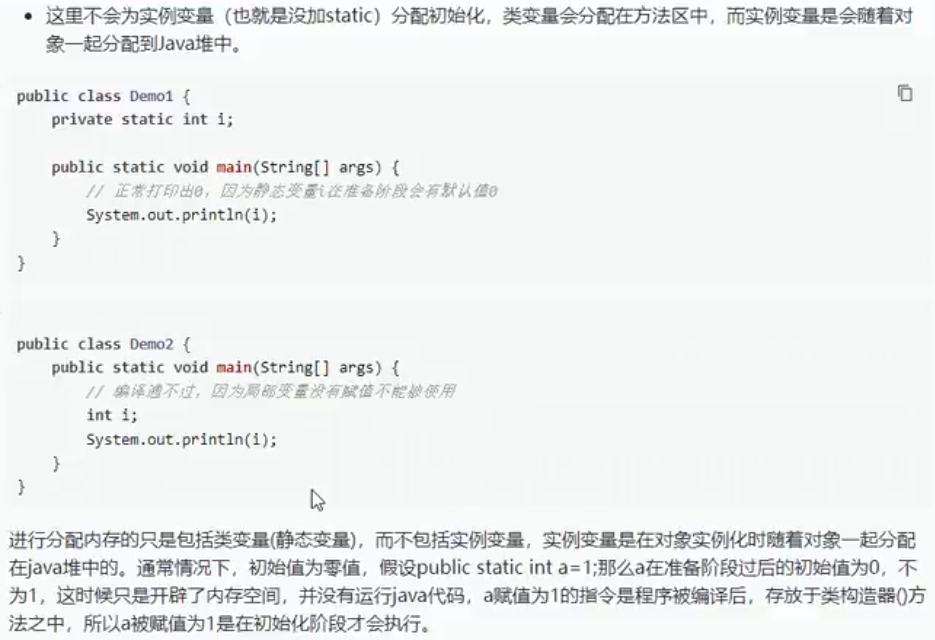 • 这里不会为实例变量（也就是没加static）分配初始化，类变量会分配在方法区中，而实例变量是会随着对
象一起分配到Java堆中。
public class Demo1 {
    private static int i;
    public static void main(String[] args) {
        // 正常打印出0，因为静态变量i在准备阶段会有默认值0
        System.out.println(i);
    }
}
public class Demo2 {
    public static void main(String[] args) {
        // 编译通不过，因为局部变量没有赋值不能够使用
        int i;
        System.out.println(i);
    }
}
进行分配内存的只是包括类变量(静态变量)，而不包括实例变量，实例变量是在对象实例化时随着对象一起分配
在java堆中的。通常情况下，初始值为零值，假设public static int a=1;那么a在准备阶段过后的初始值为0，不
为1，这时候只是开辟了内存空间，并没有运行java代码，a赋值为1的指令是程序被编译后，存放于类构造器()方
法之中，所以a被赋值为1是在初始化阶段才会执行。